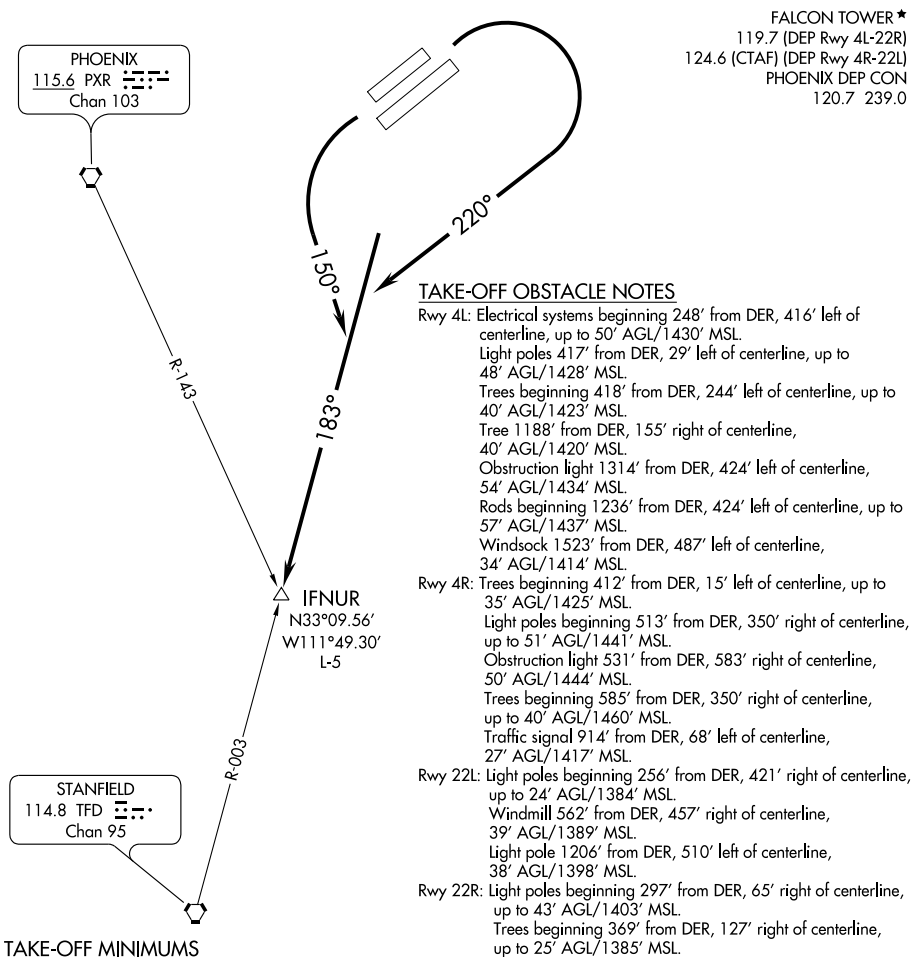 FALCON TOWER★
119.7 (DEP Rwy 4L-22R)
124.6 (CTAF) (DEP Rwy 4R-22L)
PHOENIX DEP CON
120.7 239.0
PHOENIX
115.6 PXR
Chan 103
150°
220°
183°
R-143
IFNUR
N33°09.56′
W111°49.30′
L-5
R-003
STANFIELD
114.8 TFD
Chan 95
TAKE-OFF MINIMUMS
TAKE-OFF OBSTACLE NOTES
Rwy 4L: Electrical systems beginning 248′ from DER, 416′ left of
centerline, up to 50′ AGL/1430′ MSL.
Light poles 417′ from DER, 29′ left of centerline, up to
48′ AGL/1428′ MSL.
Trees beginning 418′ from DER, 244′ left of centerline, up to
40′ AGL/1423′ MSL.
Tree 1188′ from DER, 155′ right of centerline,
40′ AGL/1420′ MSL.
Obstruction light 1314′ from DER, 424′ left of centerline,
54′ AGL/1434′ MSL.
Rods beginning 1236′ from DER, 424′ left of centerline, up to
57′ AGL/1437′ MSL.
Windsock 1523′ from DER, 487′ left of centerline,
34′ AGL/1414′ MSL.
Rwy 4R: Trees beginning 412′ from DER, 15′ left of centerline, up to
35′ AGL/1425′ MSL.
Light poles beginning 513′ from DER, 350′ right of centerline,
up to 51′ AGL/1441′ MSL.
Obstruction light 531′ from DER, 583′ right of centerline,
50′ AGL/1444′ MSL.
Trees beginning 585′ from DER, 350′ right of centerline,
up to 40′ AGL/1460′ MSL.
Traffic signal 914′ from DER, 68′ left of centerline,
27′ AGL/1417′ MSL.
Rwy 22L: Light poles beginning 256′ from DER, 421′ right of centerline,
up to 24′ AGL/1384′ MSL.
Windmill 562′ from DER, 457′ right of centerline,
39′ AGL/1389′ MSL.
Light pole 1206′ from DER, 510′ left of centerline,
38′ AGL/1398′ MSL.
Rwy 22R: Light poles beginning 297′ from DER, 65′ right of centerline,
up to 43′ AGL/1403′ MSL.
Trees beginning 369′ from DER, 127′ right of centerline,
up to 25′ AGL/1385′ MSL.